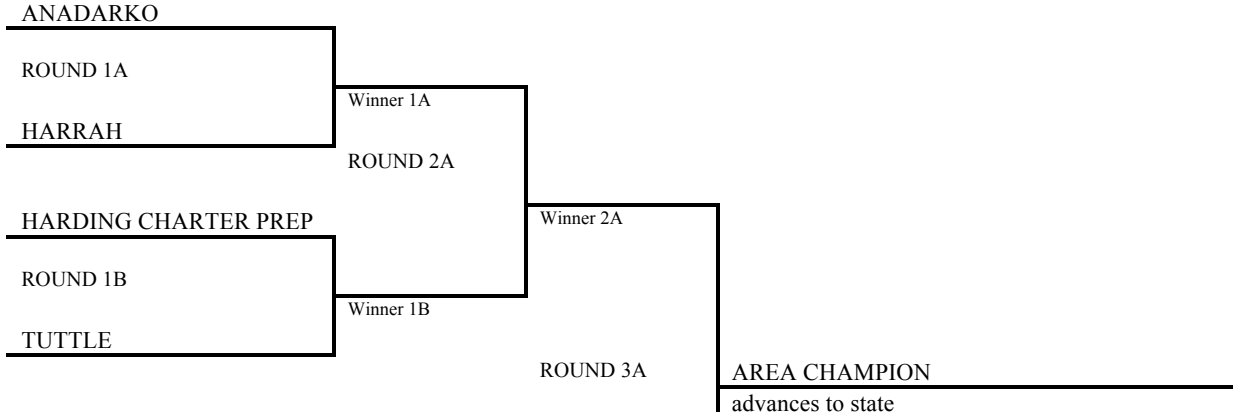 ANADARKO
ROUND 1A
Winner 1A
HARRAH
ROUND 2A
HARDING CHARTER PREP
Winner 2A
ROUND 1B
Winner 1B
TUTTLE
ROUND 3A
AREA CHAMPION
advances to state